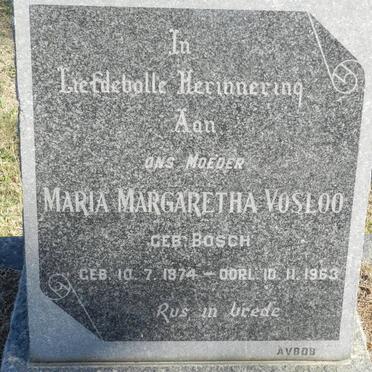 In
Liefdevolle Herinnering
Aan
ONS MOEDER
MARIA MARGARETHA VOSLOO
GEB BOSCH
GEB. 10. 7. 1874 – OORL. 10. 11. 1963
Rus in vrede
AVBOB